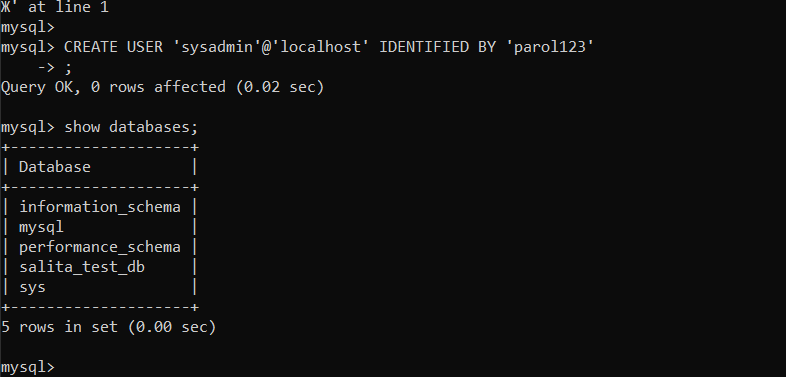 Ж' at line 1
mysql>
mysql> CREATE USER 'sysadmin'@'localhost' IDENTIFIED BY 'parol123'
    -> ;
Query OK, 0 rows affected (0.02 sec)

mysql> show databases;
+--------------------+
| Database           |
+--------------------+
| information_schema |
| mysql              |
| performance_schema |
| salita_test_db     |
| sys                |
+--------------------+
5 rows in set (0.00 sec)

mysql>